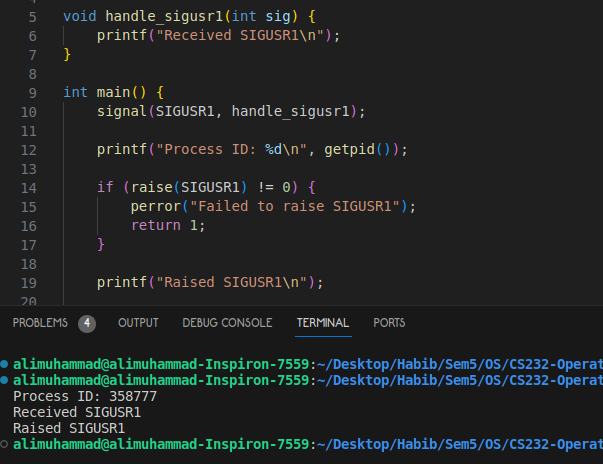 5 void handle_sigusr1(int sig) {
6     printf("Received SIGUSR1\n");
7 }
8
9 int main() {
10     signal(SIGUSR1, handle_sigusr1);
11
12     printf("Process ID: %d\n", getpid());
13
14     if (raise(SIGUSR1) != 0) {
15         perror("Failed to raise SIGUSR1");
16         return 1;
17     }
18
19     printf("Raised SIGUSR1\n");
20
PROBLEMS 4 OUTPUT DEBUG CONSOLE TERMINAL PORTS
alimuhammad@alimuhammad-Inspiron-7559:~/Desktop/Habib/Sem5/OS/CS232-Operat
alimuhammad@alimuhammad-Inspiron-7559:~/Desktop/Habib/Sem5/OS/CS232-Operat
Process ID: 358777
Received SIGUSR1
Raised SIGUSR1
alimuhammad@alimuhammad-Inspiron-7559:~/Desktop/Habib/Sem5/OS/CS232-Operat